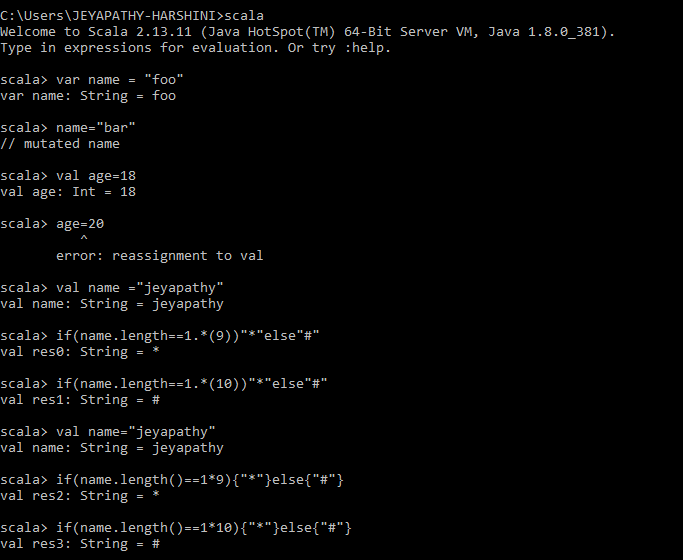 C:\Users\JEYAPATHY-HARSHINI>scala
Welcome to Scala 2.13.11 (Java HotSpot(TM) 64-Bit Server VM, Java 1.8.0_381).
Type in expressions for evaluation. Or try :help.
scala> var name = "foo"
var name: String = foo
scala> name="bar"
// mutated name
scala> val age=18
val age: Int = 18
scala> age=20
^
error: reassignment to val
scala> val name ="jeyapathy"
val name: String = jeyapathy
scala> if(name.length==1.*(9))"*"else"#"
val res0: String = *
scala> if(name.length==1.*(10))"*"else"#"
val res1: String = #
scala> val name="jeyapathy"
val name: String = jeyapathy
scala> if(name.length()==1*9){"*"}else{"#"}
val res2: String = *
scala> if(name.length()==1*10){"*"}else{"#"}
val res3: String = #